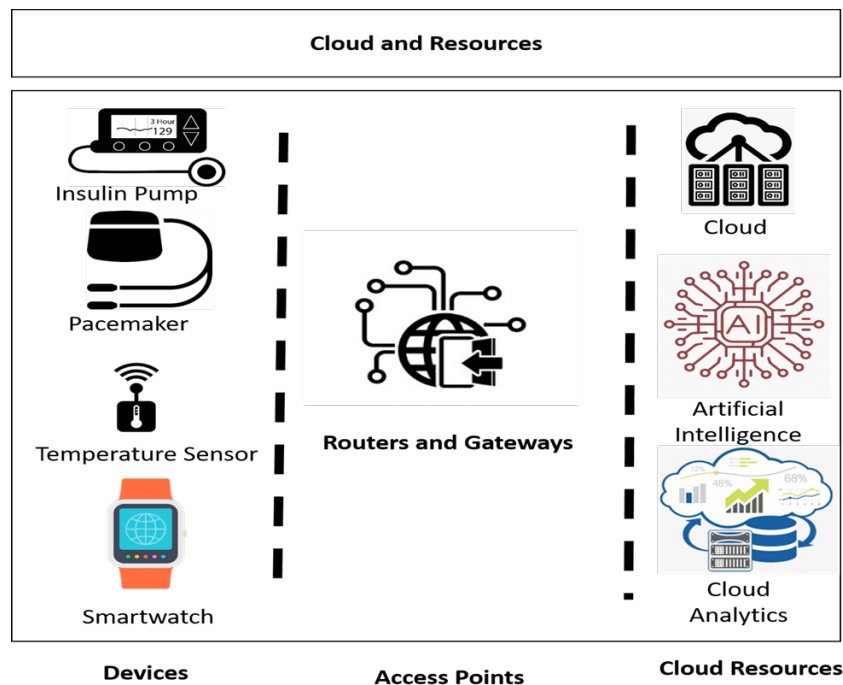 Cloud and Resources
3 Hour
129
Insulin Pump
Pacemaker
Temperature Sensor
Smartwatch
Routers and Gateways
Cloud
AI
Artificial
Intelligence
12%
48%
68%
Cloud
Analytics
Devices
Access Points
Cloud Resources